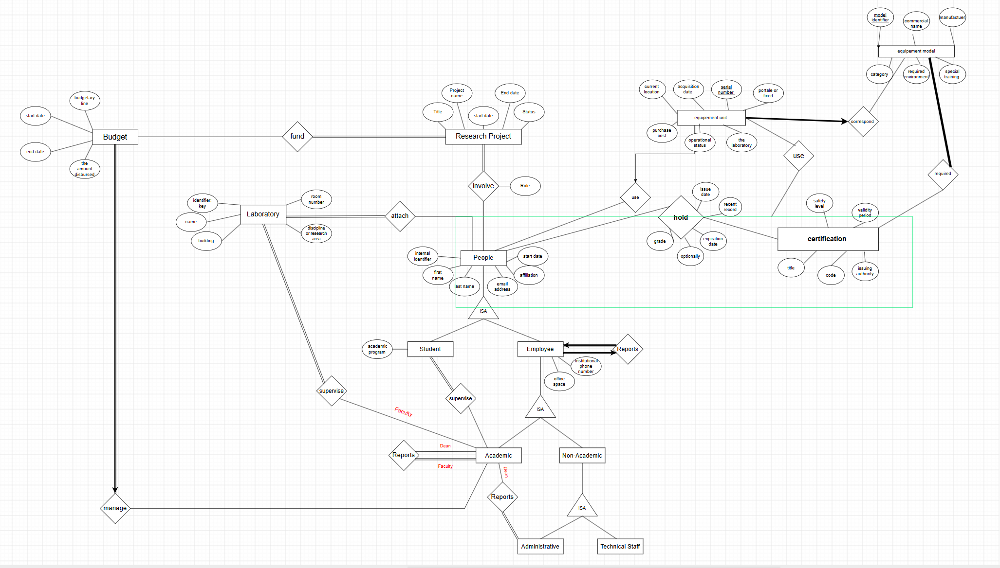 model
identifier
commercial
name
manufactuer
equipement model
category
required
environment
special
training
current
location
acquisition
date
serial
number
portale or
fixed
equipement unit
correspond
purchase
cost
operational
status
the
laboratory
use
required
budgetary
line
start date
Budget
end date
the
amount
disbursed
fund
Title
Project
name
start date
End date
Status
Research Project
involve
Role
identifier:
key
room
number
name
Laboratory
building
discipline
or research
area
attach
use
issue
date
recent
record
hold
grade
optionally
expiration
date
safety
level
validity
period
certification
title
code
issuing
authority
internal
identifier
People
start date
first
name
last name
email
address
affiliation
ISA
academic
program
Student
Employee
Reports
institutional
phone
number
office
space
supervise
supervise
Faculty
ISA
Reports
Dean
Faculty
Academic
Non-Academic
Dean
Reports
manage
ISA
Administrative
Technical Staff